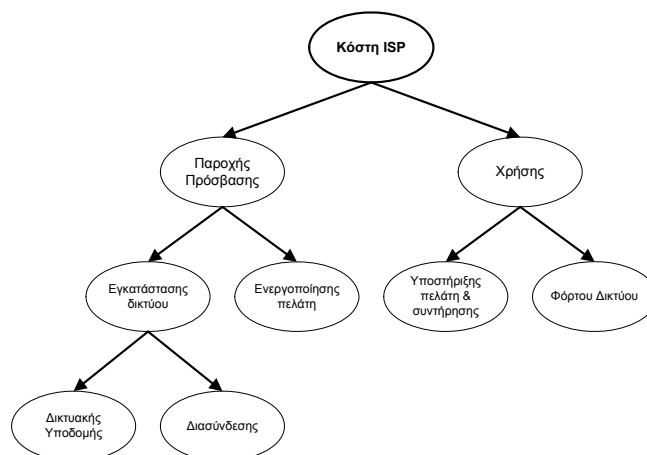 Κόστη ISP
Παροχής
Πρόσβασης
Χρήσης
Εγκατάστασης
δικτύου
Ενεργοποίησης
πελάτη
Υποστήριξης
πελάτη &
συντήρησης
Φόρτου Δικτύου
Δικτυακής
Υποδομής
Διασύνδεσης